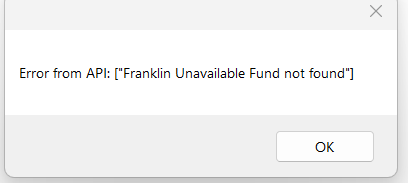 Error from API: ["Franklin Unavailable Fund not found"]
OK